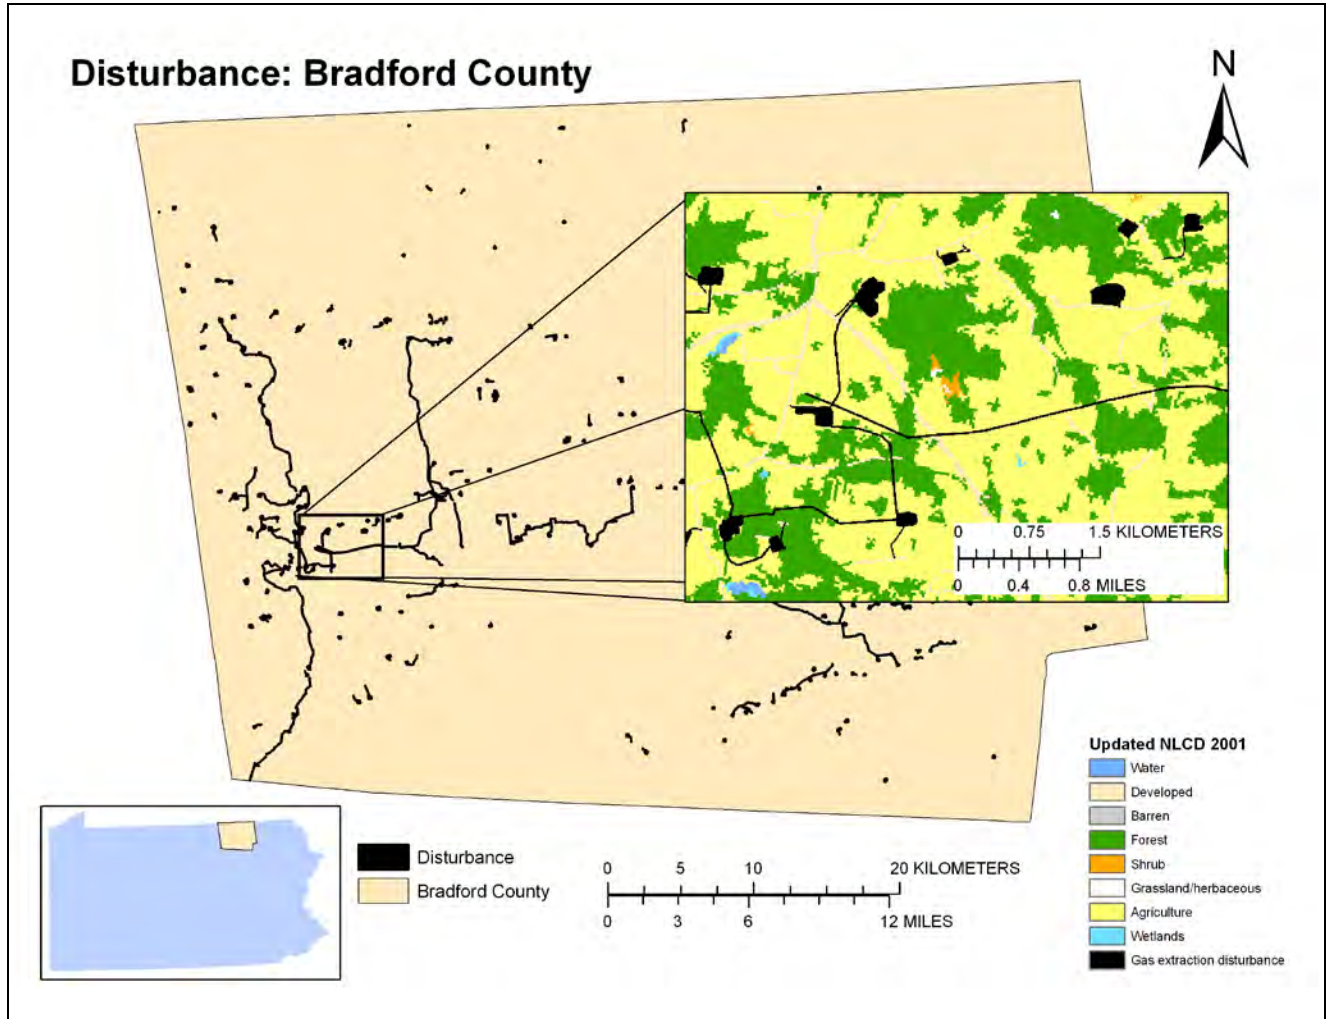 Disturbance: Bradford County
N
0 0.75 1.5 KILOMETERS
0 0.4 0.8 MILES
Updated NLCD 2001
Water
Developed
Barren
Forest
Shrub
Grassland/herbaceous
Agriculture
Wetlands
Gas extraction disturbance
Disturbance
Bradford County
0 5 10 20 KILOMETERS
0 3 6 12 MILES